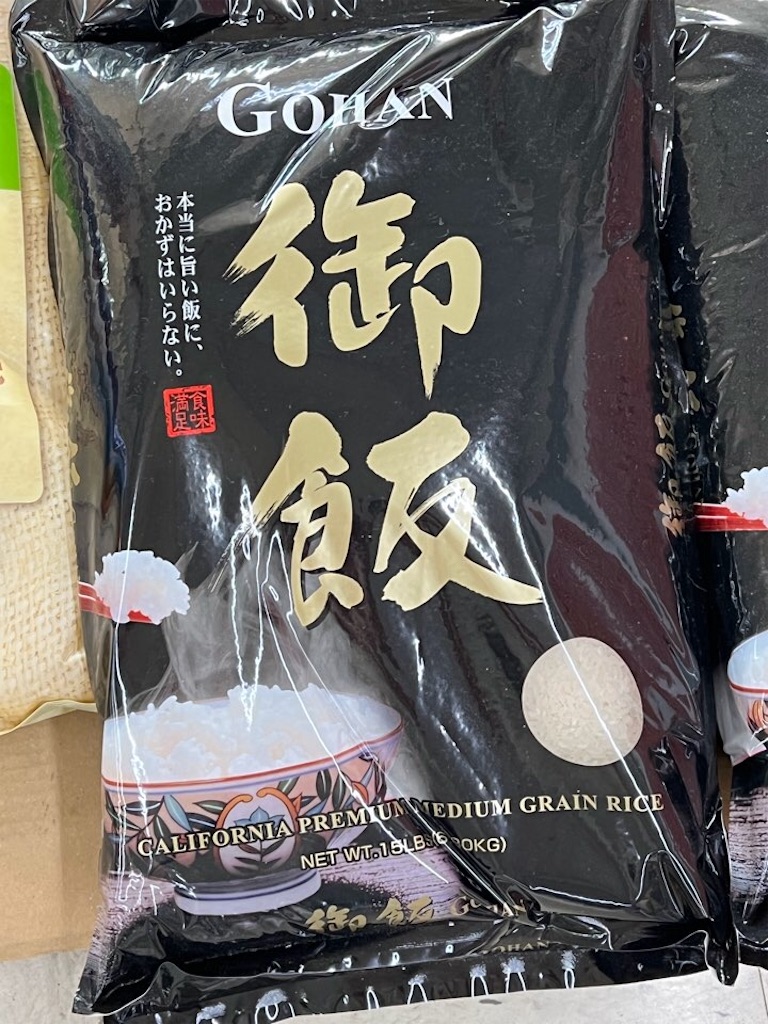 GOHAN
御飯
本当に旨い飯に、
おかずはいらない。
食味
満足
CALIFORNIA PREMIUM MEDIUM GRAIN RICE
NET WT.15LBS
御飯 GOHAN